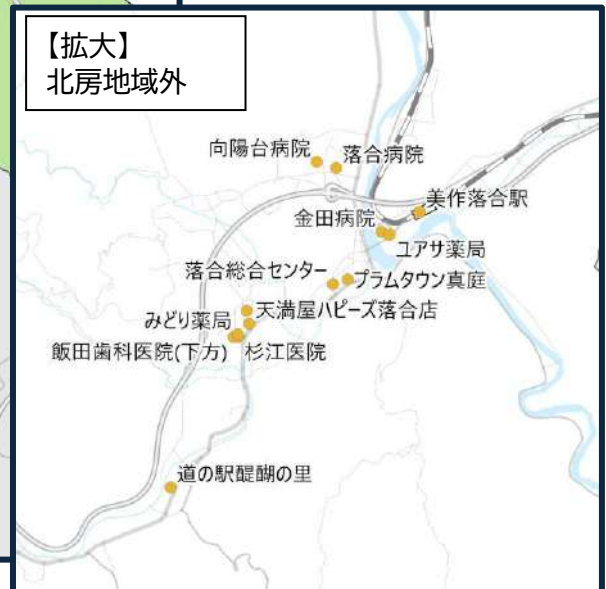 【拡大】
北房地域外
向陽台病院
落合病院
美作落合駅
金田病院
ユアサ薬局
落合総合センター
プラムタウン真庭
天満屋ハピーズ落合店
みどり薬局
飯田歯科医院(下方)
杉江医院
道の駅醍醐の里